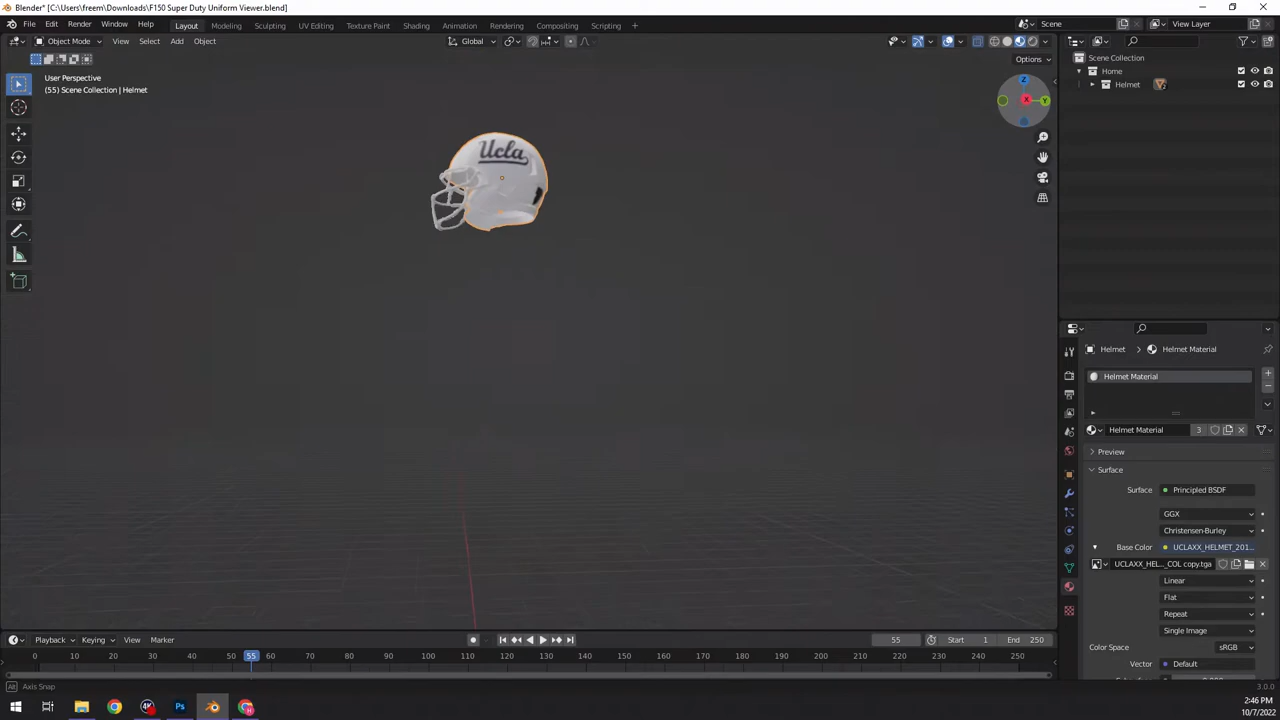 Blender* [C:\Users\freem\Downloads\F150 Super Duty Uniform Viewer.blend]
File Edit Render Window Help Layout Modeling Sculpting UV Editing Texture Paint Shading Animation Rendering Compositing Scripting + Scene View Layer
Object Mode View Select Add Object Global
Options
User Perspective
(55) Scene Collection | Helmet
Z
X
Y
Ucla
Scene Collection
Home
Helmet
Helmet > Helmet Material
Helmet Material
Helmet Material 3
Preview
Surface
Surface Principled BSDF
GGX
Christensen-Burley
Base Color UCLAXX_HELMET_201...
UCLAXX_HEL..._COL copy.tga
Linear
Flat
Repeat
Single Image
Color Space sRGB
Vector Default
Playback Keying View Marker 55 Start 1 End 250
0 10 20 30 40 50 55 60 70 80 90 100 110 120 130 140 150 160 170 180 190 200 210 220 230 240 250
Alt Axis Snap 3.0.0
2:46 PM
10/7/2022